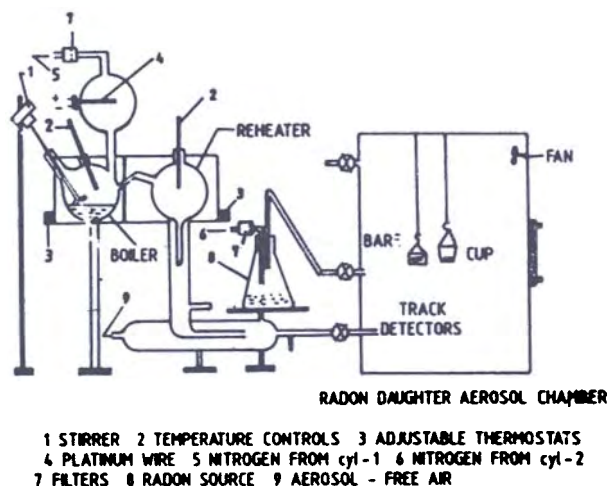 7
1
5
4
2
2
REHEATER
FAN
3
6
7
BARE
CUP
BOILER
8
3
9
TRACK
DETECTORS
RADON DAUGHTER AEROSOL CHAMBER
1 STIRRER 2 TEMPERATURE CONTROLS 3 ADJUSTABLE THERMOSTATS
4 PLATINUM WIRE 5 NITROGEN FROM cyl-1 6 NITROGEN FROM cyl-2
7 FILTERS 8 RADON SOURCE 9 AEROSOL - FREE AIR